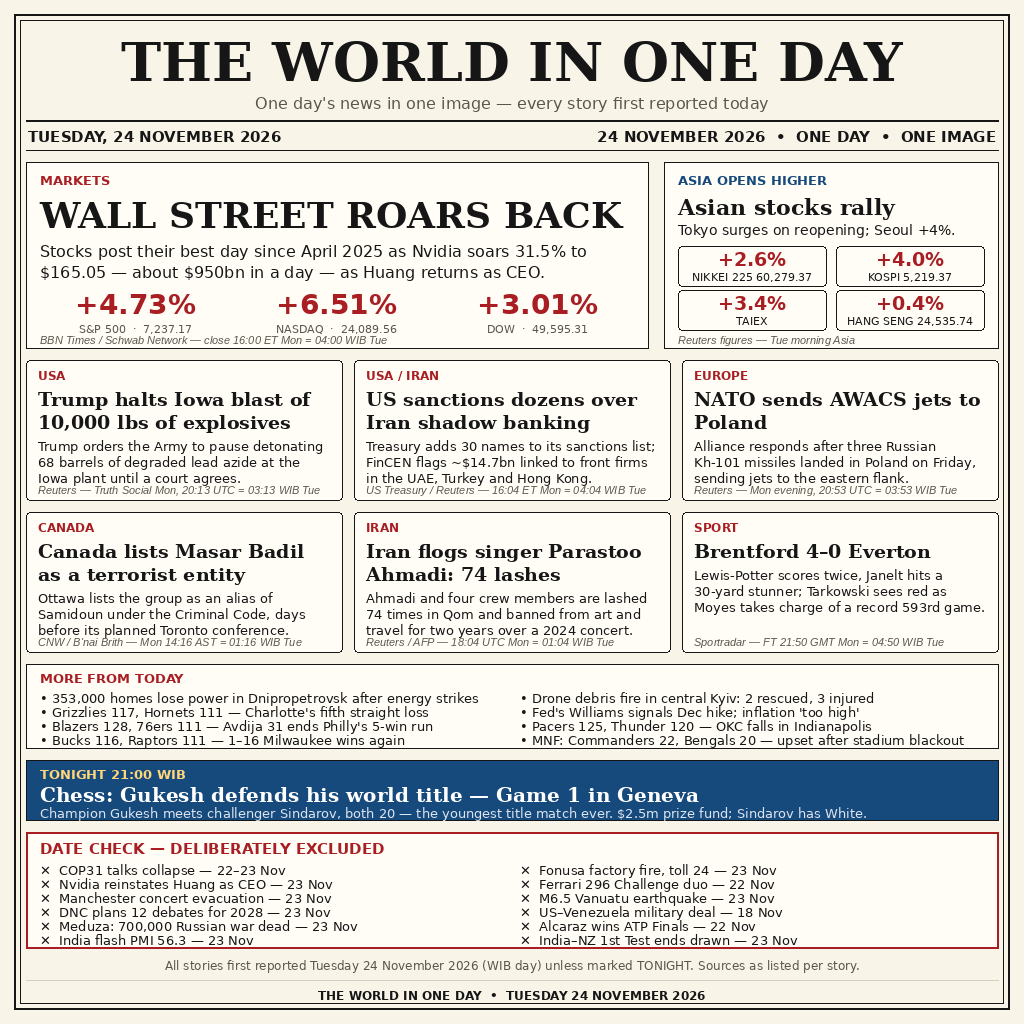 THE WORLD IN ONE DAY
One day's news in one image — every story first reported today
TUESDAY, 24 NOVEMBER 2026
24 NOVEMBER 2026 • ONE DAY • ONE IMAGE
MARKETS
WALL STREET ROARS BACK
Stocks post their best day since April 2025 as Nvidia soars 31.5% to
$165.05 — about $950bn in a day — as Huang returns as CEO.
+4.73%
S&P 500 · 7,237.17
+6.51%
NASDAQ · 24,089.56
+3.01%
DOW · 49,595.31
BBN Times / Schwab Network — close 16:00 ET Mon = 04:00 WIB Tue
ASIA OPENS HIGHER
Asian stocks rally
Tokyo surges on reopening; Seoul +4%.
+2.6%
NIKKEI 225 60,279.37
+4.0%
KOSPI 5,219.37
+3.4%
TAIEX
+0.4%
HANG SENG 24,535.74
Reuters figures — Tue morning Asia
USA
Trump halts Iowa blast of
10,000 lbs of explosives
Trump orders the Army to pause detonating
68 barrels of degraded lead azide at the
Iowa plant until a court agrees.
Reuters — Truth Social Mon, 20:13 UTC = 03:13 WIB Tue
USA / IRAN
US sanctions dozens over
Iran shadow banking
Treasury adds 30 names to its sanctions list;
FinCEN flags ~$14.7bn linked to front firms
in the UAE, Turkey and Hong Kong.
US Treasury / Reuters — 16:04 ET Mon = 04:04 WIB Tue
EUROPE
NATO sends AWACS jets to
Poland
Alliance responds after three Russian
Kh-101 missiles landed in Poland on Friday,
sending jets to the eastern flank.
Reuters — Mon evening, 20:53 UTC = 03:53 WIB Tue
CANADA
Canada lists Masar Badil
as a terrorist entity
Ottawa lists the group as an alias of
Samidoun under the Criminal Code, days
before its planned Toronto conference.
CNW / B'nai Brith — Mon 14:16 AST = 01:16 WIB Tue
IRAN
Iran flogs singer Parastoo
Ahmadi: 74 lashes
Ahmadi and four crew members are lashed
74 times in Qom and banned from art and
travel for two years over a 2024 concert.
Reuters / AFP — 18:04 UTC Mon = 01:04 WIB Tue
SPORT
Brentford 4–0 Everton
Lewis-Potter scores twice, Janelt hits a
30-yard stunner; Tarkowski sees red as
Moyes takes charge of a record 593rd game.
Sportradar — FT 21:50 GMT Mon = 04:50 WIB Tue
MORE FROM TODAY
• 353,000 homes lose power in Dnipropetrovsk after energy strikes
• Grizzlies 117, Hornets 111 — Charlotte's fifth straight loss
• Blazers 128, 76ers 111 — Avdija 31 ends Philly's 5-win run
• Bucks 116, Raptors 111 — 1–16 Milwaukee wins again
• Drone debris fire in central Kyiv: 2 rescued, 3 injured
• Fed's Williams signals Dec hike; inflation 'too high'
• Pacers 125, Thunder 120 — OKC falls in Indianapolis
• MNF: Commanders 22, Bengals 20 — upset after stadium blackout
TONIGHT 21:00 WIB
Chess: Gukesh defends his world title — Game 1 in Geneva
Champion Gukesh meets challenger Sindarov, both 20 — the youngest title match ever. $2.5m prize fund; Sindarov has White.
DATE CHECK — DELIBERATELY EXCLUDED
✕ COP31 talks collapse — 22–23 Nov
✕ Nvidia reinstates Huang as CEO — 23 Nov
✕ Manchester concert evacuation — 23 Nov
✕ DNC plans 12 debates for 2028 — 23 Nov
✕ Meduza: 700,000 Russian war dead — 23 Nov
✕ India flash PMI 56.3 — 23 Nov
✕ Fonusa factory fire, toll 24 — 23 Nov
✕ Ferrari 296 Challenge duo — 22 Nov
✕ M6.5 Vanuatu earthquake — 23 Nov
✕ US–Venezuela military deal — 18 Nov
✕ Alcaraz wins ATP Finals — 22 Nov
✕ India–NZ 1st Test ends drawn — 23 Nov
All stories first reported Tuesday 24 November 2026 (WIB day) unless marked TONIGHT. Sources as listed per story.
THE WORLD IN ONE DAY • TUESDAY 24 NOVEMBER 2026